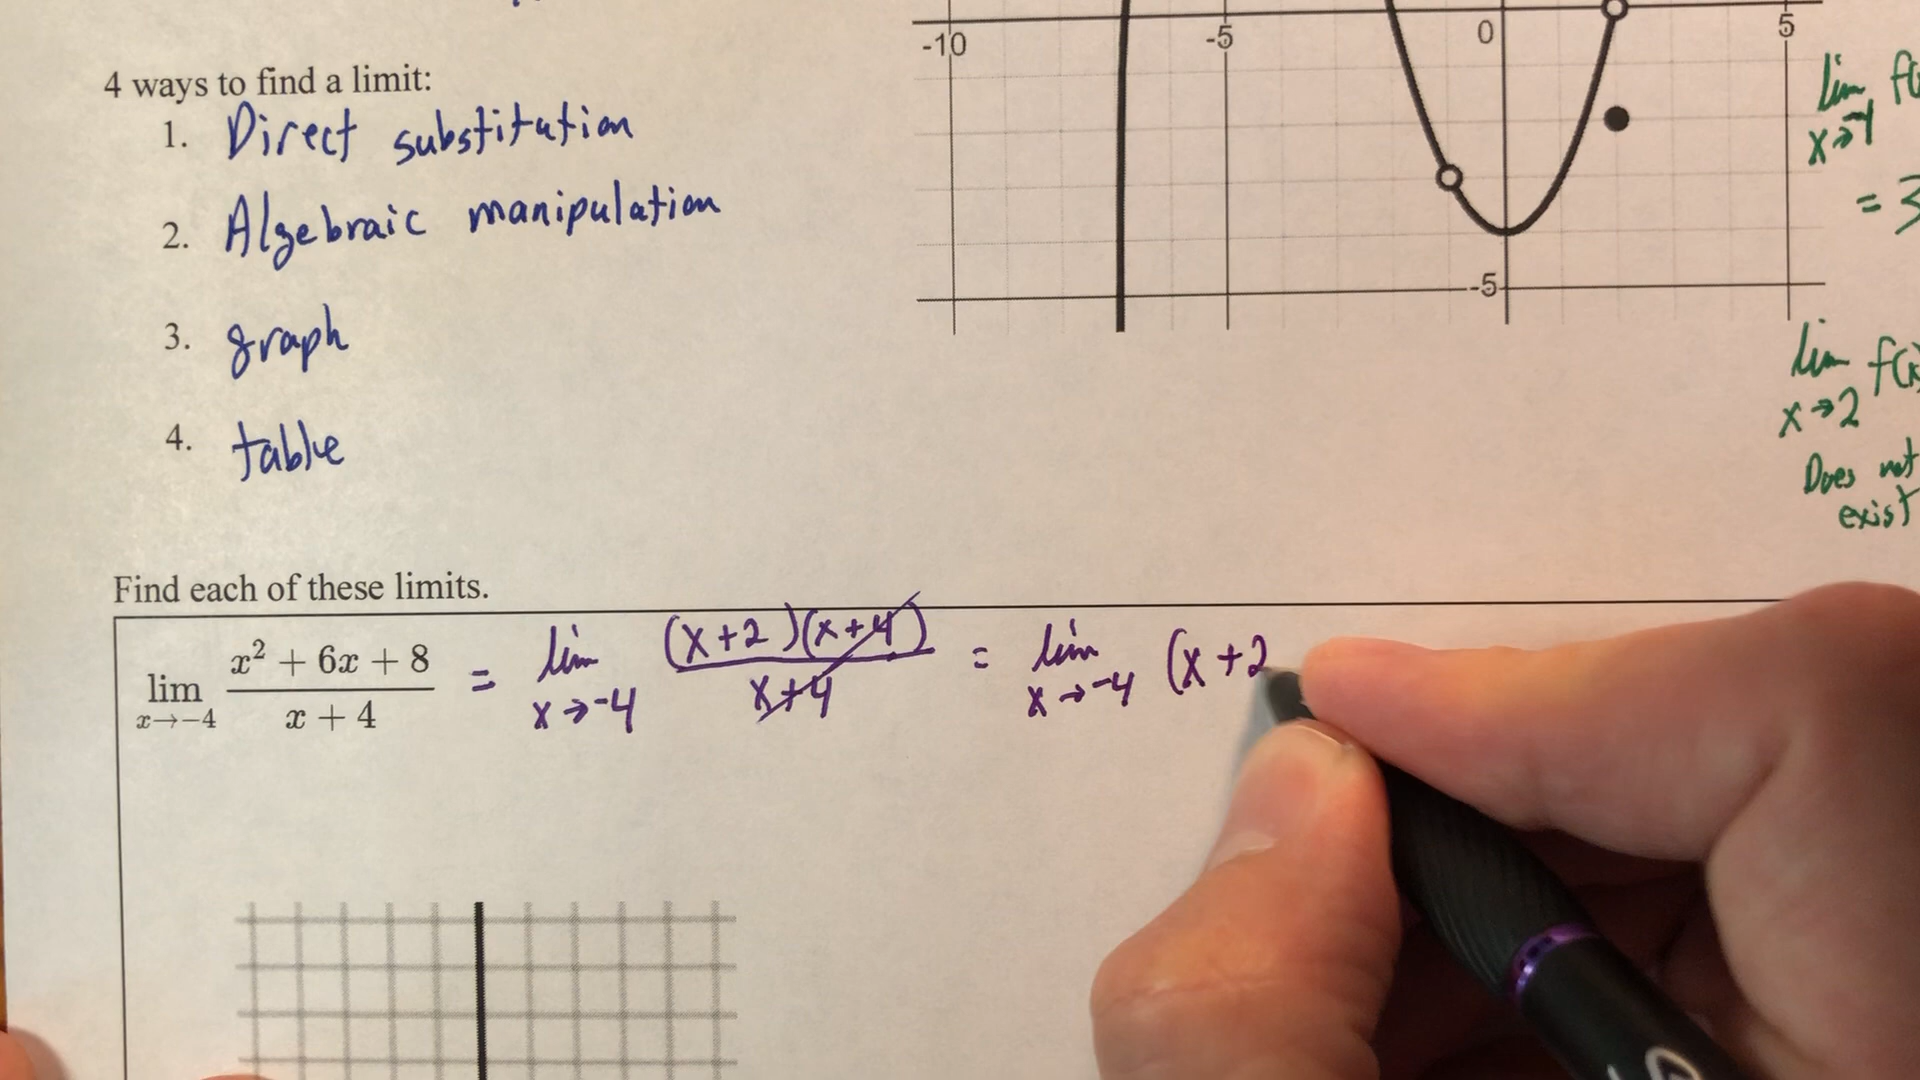 -10 -5 0 5
-5
4 ways to find a limit:
1. Direct substitution
2. Algebraic manipulation
3. graph
4. table
lim f(
x→-1
= 3
lim f(x)
x→2
Does not
exist
Find each of these limits.
lim x→−4 (x² + 6x + 8)/(x + 4) = lim x→-4 (x+2)(x+4)/(x+4) = lim x→-4 (x+2